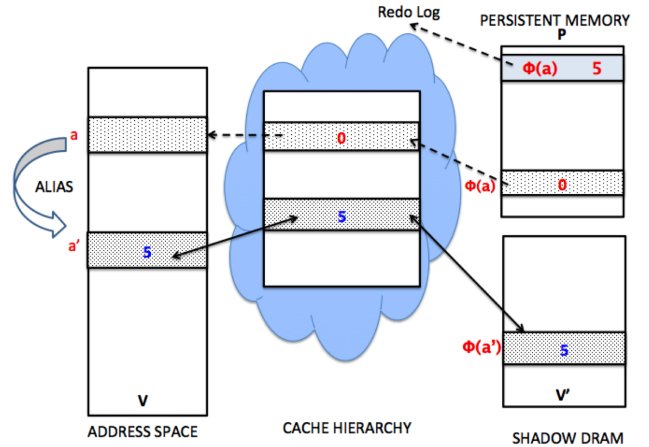 Redo Log
PERSISTENT MEMORY
P
Φ(a) 5
a
0
ALIAS
Φ(a)
0
5
a'
5
Φ(a')
5
V
V'
ADDRESS SPACE
CACHE HIERARCHY
SHADOW DRAM